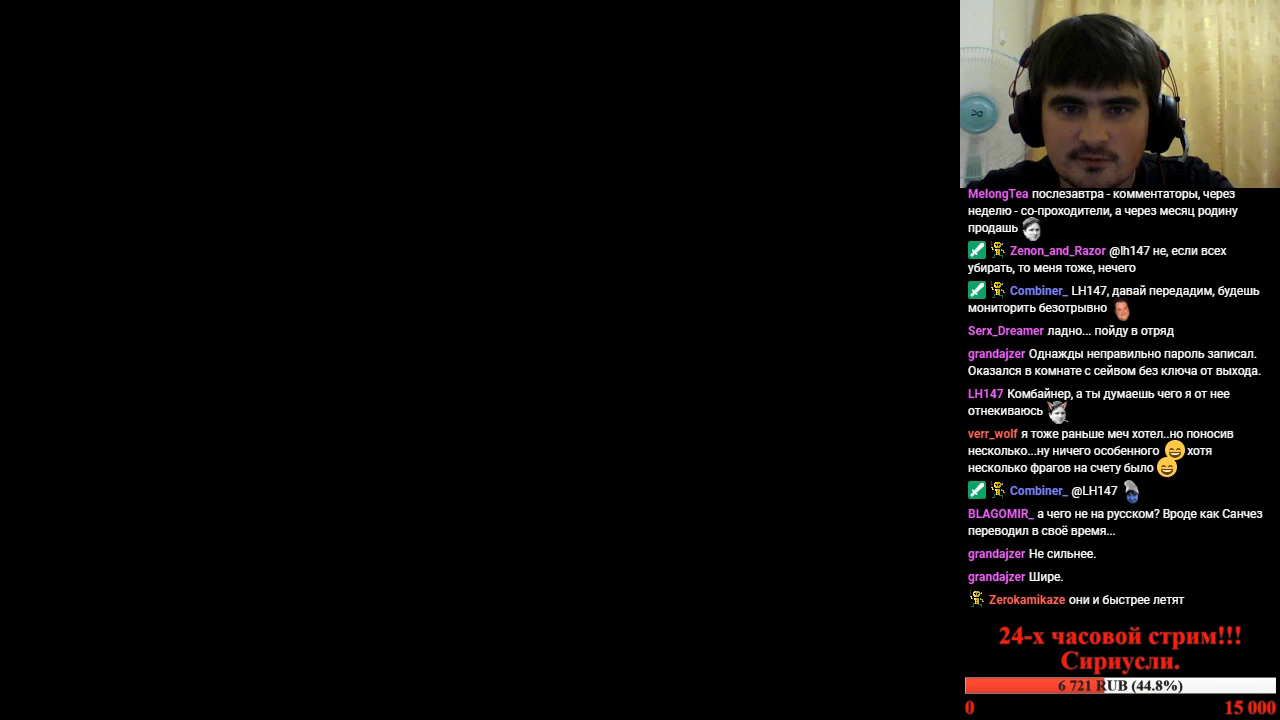 MelongTea послезавтра - комментаторы, через
неделю - со-проходители, а через месяц родину
продашь
Zenon_and_Razor @lh147 не, если всех
убирать, то меня тоже, нечего
Combiner_ LH147, давай передадим, будешь
мониторить безотрывно
Serx_Dreamer ладно... пойду в отряд
grandajzer Однажды неправильно пароль записал.
Оказался в комнате с сейвом без ключа от выхода.
LH147 Комбайнер, а ты думаешь чего я от нее
отнекиваюсь
verr_wolf я тоже раньше меч хотел..но поносив
несколько...ну ничего особенного хотя
несколько фрагов на счету было
Combiner_ @LH147
BLAGOMIR_ а чего не на русском? Вроде как Санчез
переводил в своё время...
grandajzer Не сильнее.
grandajzer Шире.
Zerokamikaze они и быстрее летят
24-х часовой стрим!!!
Сириусли.
6 721 RUB (44.8%)
0 15 000